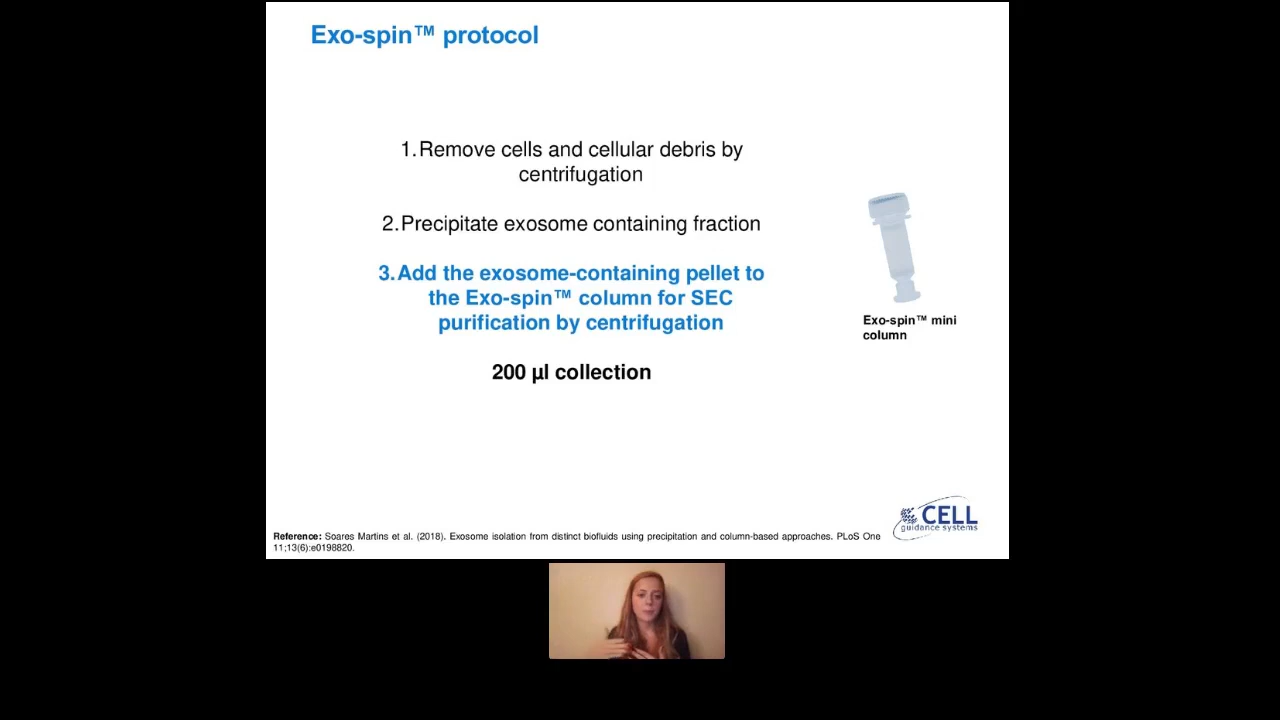 Exo-spin™ protocol
1. Remove cells and cellular debris by
centrifugation
2. Precipitate exosome containing fraction
3. Add the exosome-containing pellet to
the Exo-spin™ column for SEC
purification by centrifugation
200 µl collection
Exo-spin™ mini
column
CELL
guidance systems
Reference: Soares Martins et al. (2018). Exosome isolation from distinct biofluids using precipitation and column-based approaches. PLoS One
11;13(6):e0198820.